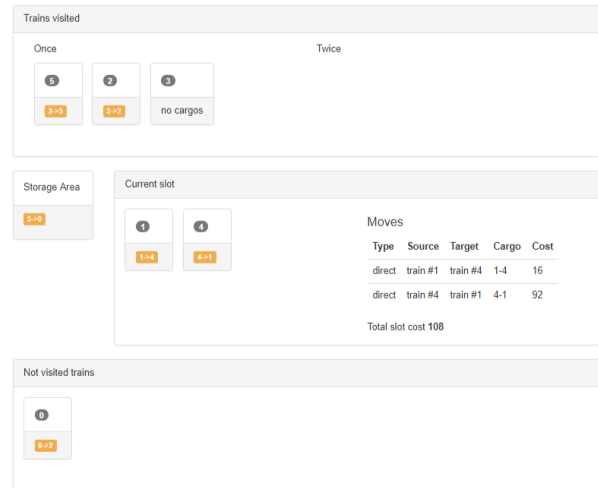 Trains visited
Once Twice
5 2 3
2->5 3->2 no cargos
Storage Area
5->0
Current slot
1 4
1->4 4->1
Moves
Type Source Target Cargo Cost
direct train #1 train #4 1-4 16
direct train #4 train #1 4-1 92
Total slot cost 108
Not visited trains
0
0->2